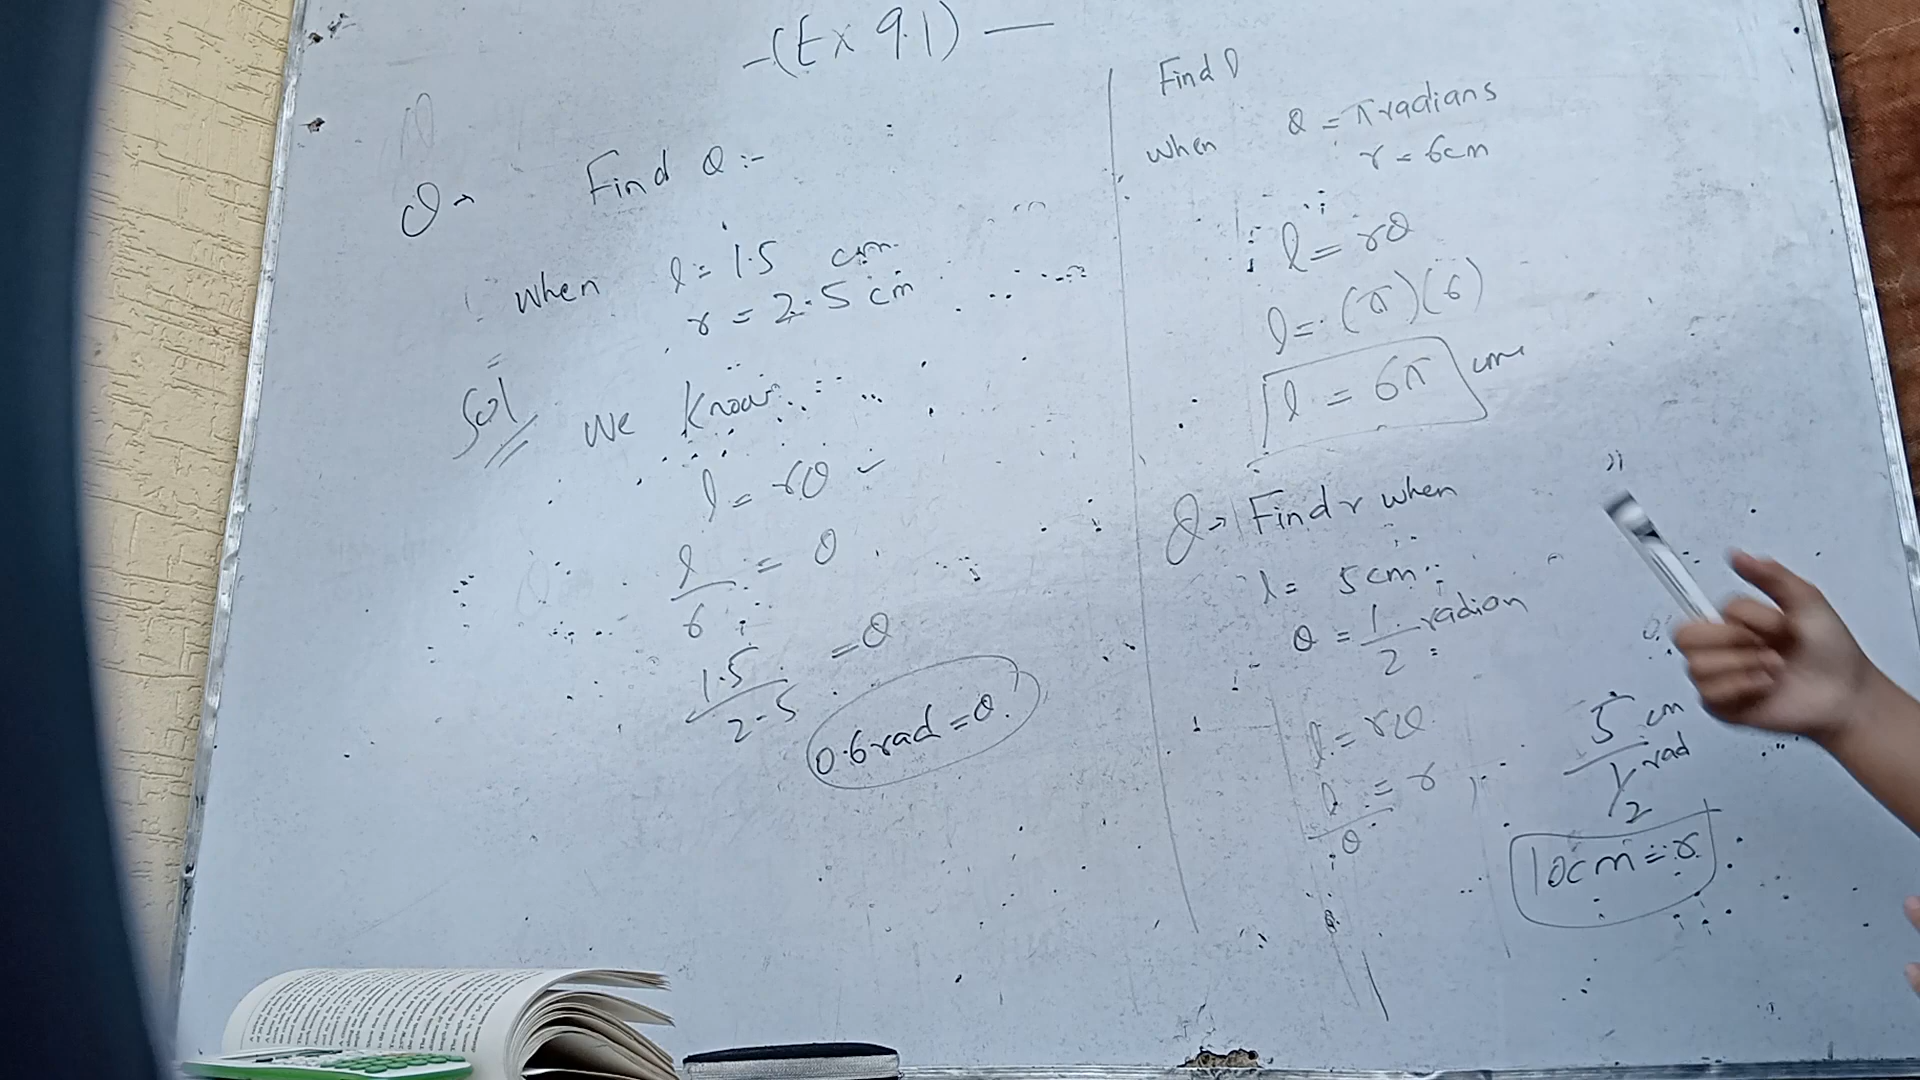 -(Ex 9.1)—
Q→ Find θ :-
when l = 1.5 cm
r = 2.5 cm
Sol
we know
l = rθ
l/r = θ
1.5/2.5 = θ
0.6 rad = θ
Find l
when θ = π radians
r = 6cm
l = rθ
l = (π)(6)
l = 6π cm
Q→ Find r when
l = 5 cm
θ = 1/2 radian
l = rθ
l/θ = r
5 cm
1/2 rad
10cm = r